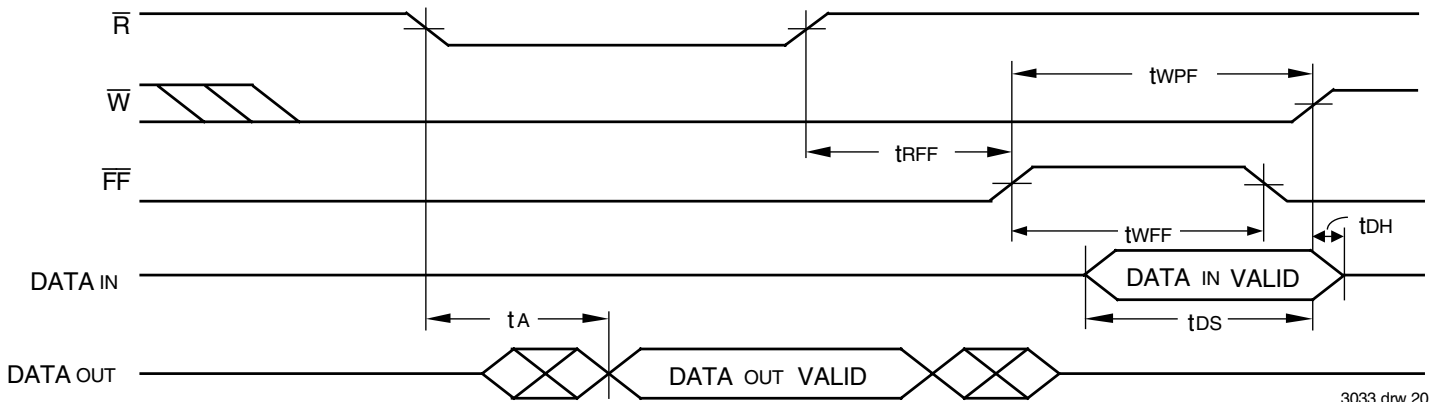 R̅
tWPF
W̅
tRFF
F̅F̅
tWFF
tDH
DATA IN
DATA IN VALID
tA
tDS
DATA OUT
DATA OUT VALID
3033 drw 20